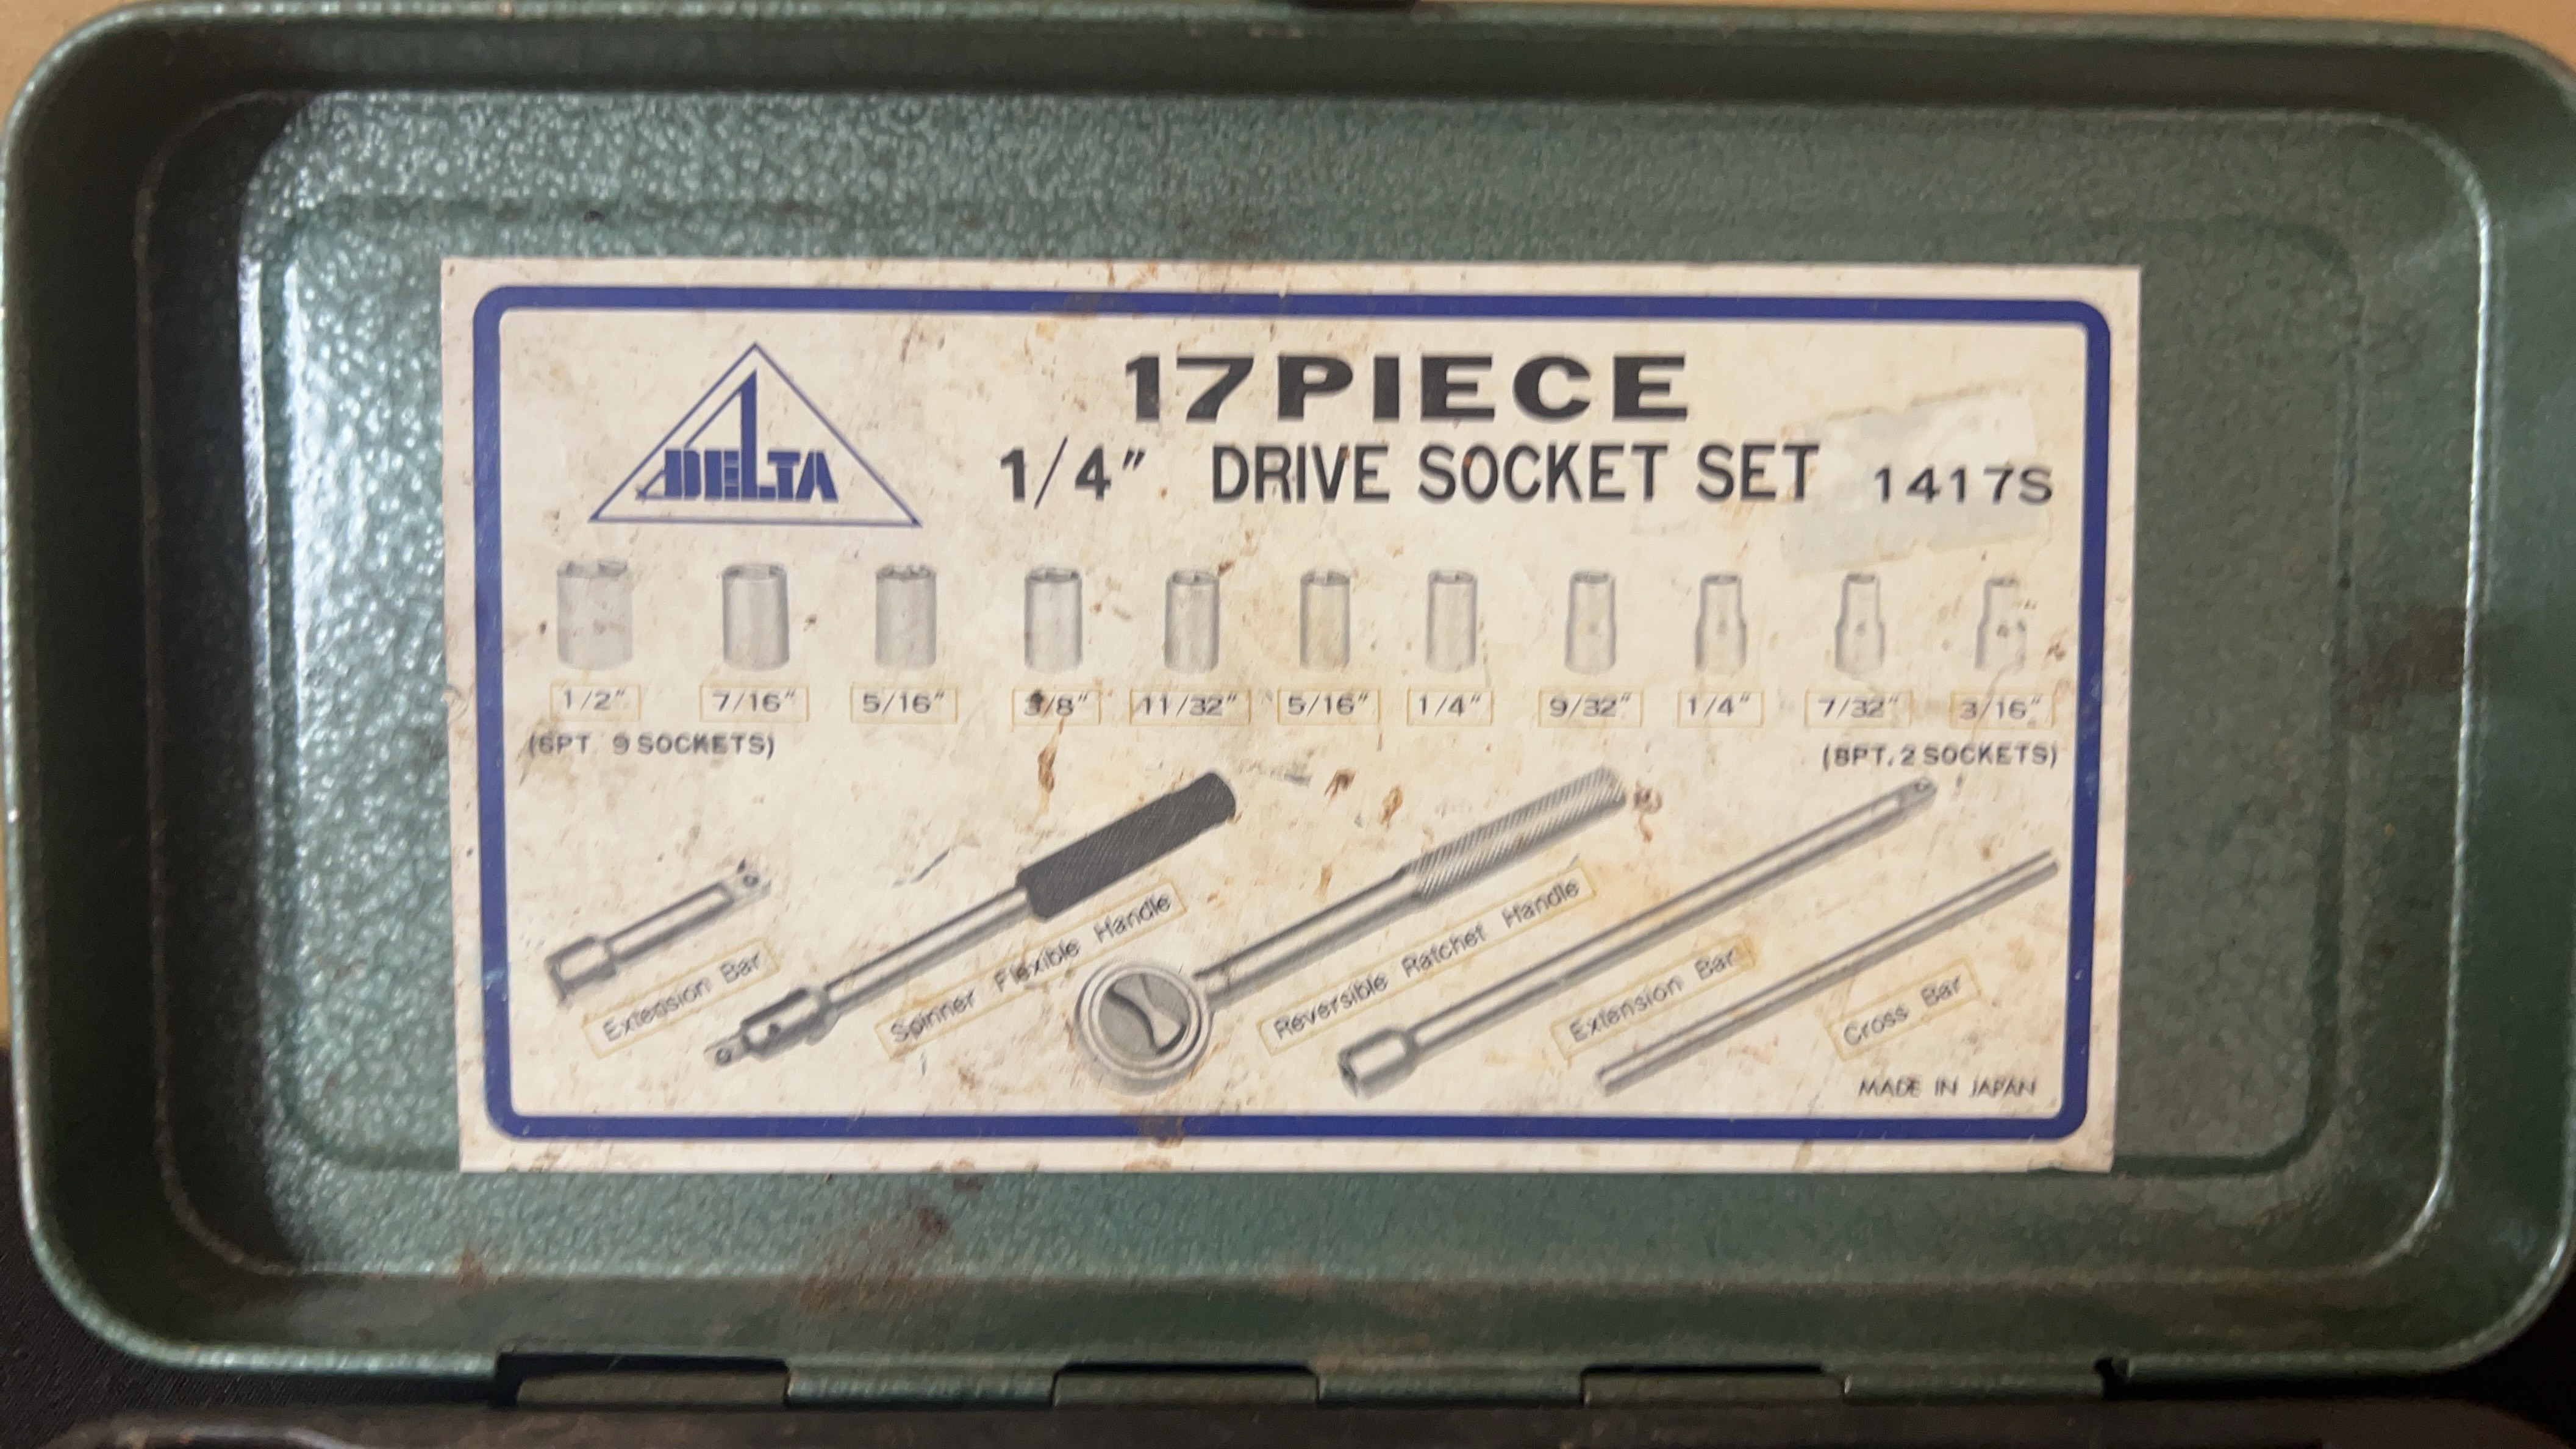 DELTA
17 PIECE
1/4" DRIVE SOCKET SET 1417S
1/2" 7/16" 5/16" 3/8" 11/32" 5/16" 1/4" 9/32" 1/4" 7/32" 3/16"
(6PT. 9 SOCKETS) (8PT. 2 SOCKETS)
Extension Bar
Spinner Flexible Handle
Reversible Ratchet Handle
Extension Bar
Cross Bar
MADE IN JAPAN